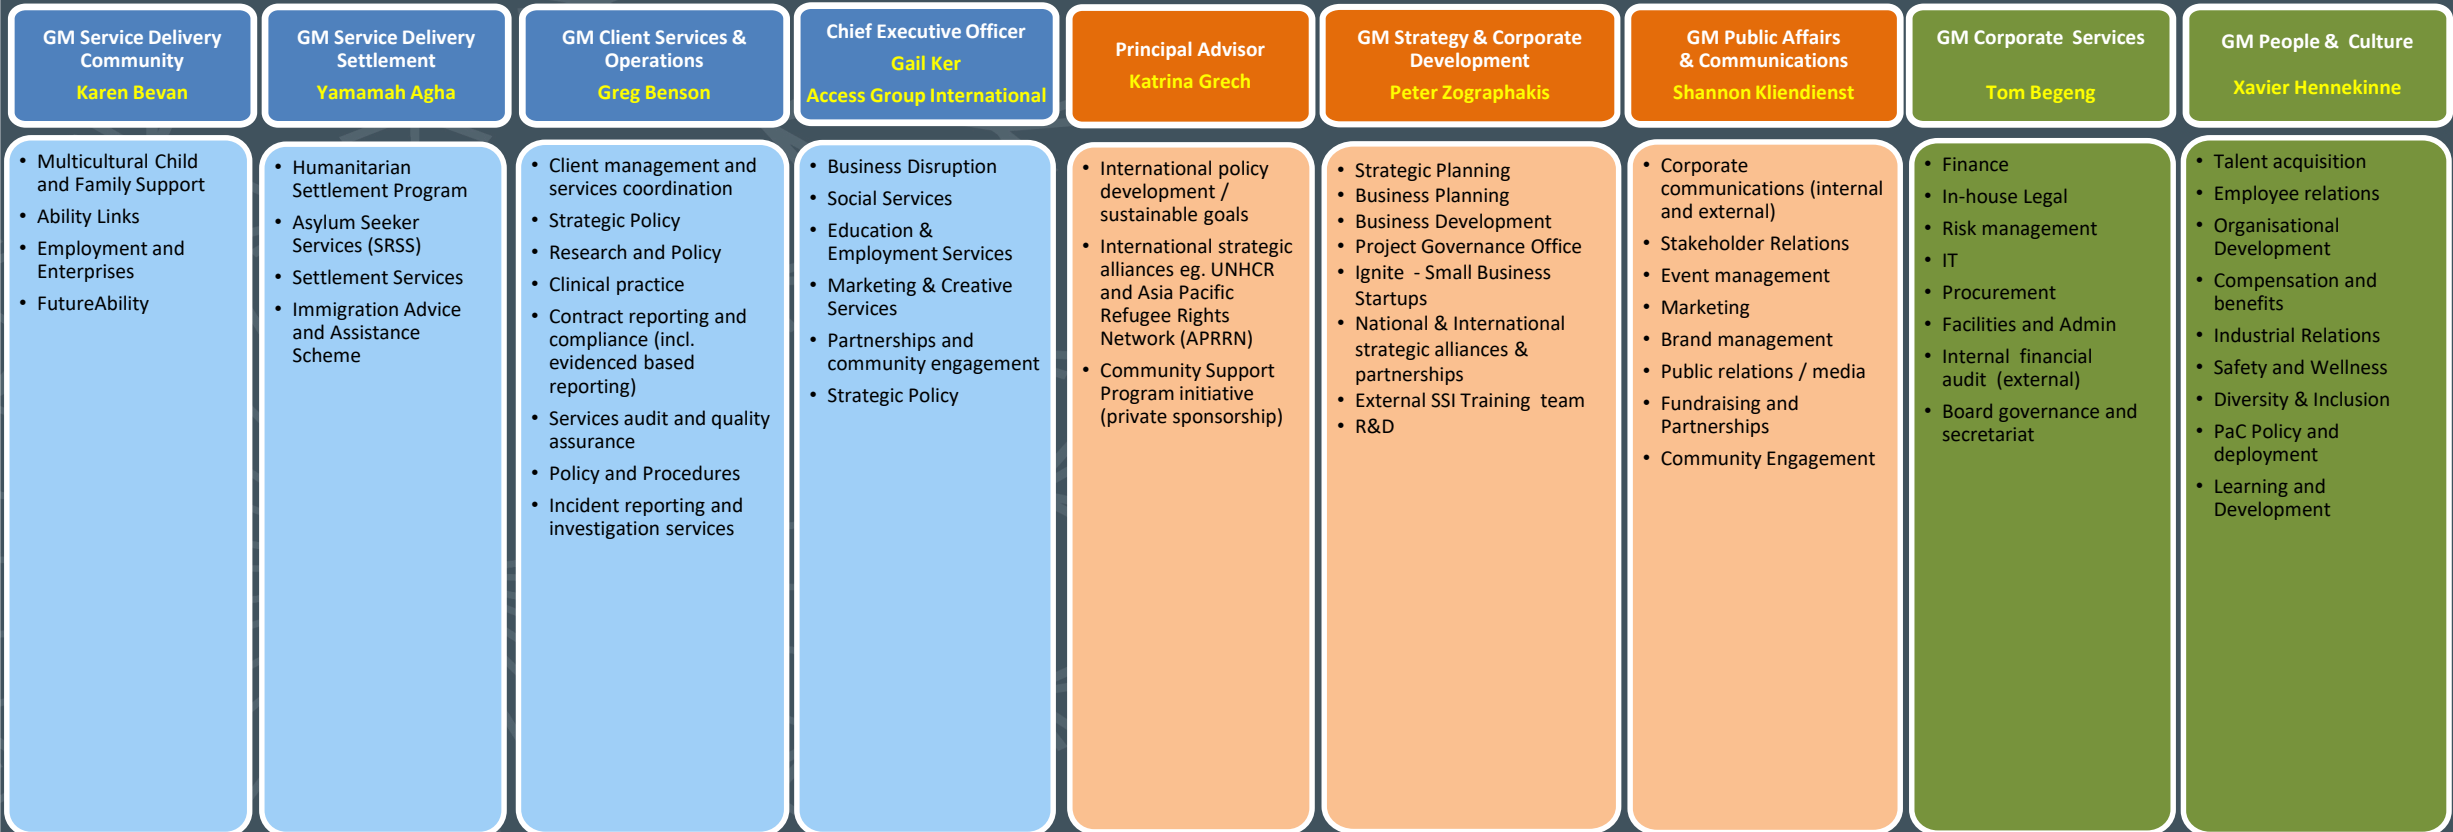 GM Service Delivery
Community
Karen Bevan
• Multicultural Child
and Family Support
• Ability Links
• Employment and
Enterprises
• FutureAbility
GM Service Delivery
Settlement
Yamamah Agha
• Humanitarian
Settlement Program
• Asylum Seeker
Services (SRSS)
• Settlement Services
• Immigration Advice
and Assistance
Scheme
GM Client Services &
Operations
Greg Benson
• Client management and
services coordination
• Strategic Policy
• Research and Policy
• Clinical practice
• Contract reporting and
compliance (incl.
evidenced based
reporting)
• Services audit and quality
assurance
• Policy and Procedures
• Incident reporting and
investigation services
Chief Executive Officer
Gail Ker
Access Group International
• Business Disruption
• Social Services
• Education &
Employment Services
• Marketing & Creative
Services
• Partnerships and
community engagement
• Strategic Policy
Principal Advisor
Katrina Grech
• International policy
development /
sustainable goals
• International strategic
alliances eg. UNHCR
and Asia Pacific
Refugee Rights
Network (APRRN)
• Community Support
Program initiative
(private sponsorship)
GM Strategy & Corporate
Development
Peter Zographakis
• Strategic Planning
• Business Planning
• Business Development
• Project Governance Office
• Ignite - Small Business
Startups
• National & International
strategic alliances &
partnerships
• External SSI Training team
• R&D
GM Public Affairs
& Communications
Shannon Kliendienst
• Corporate
communications (internal
and external)
• Stakeholder Relations
• Event management
• Marketing
• Brand management
• Public relations / media
• Fundraising and
Partnerships
• Community Engagement
GM Corporate Services
Tom Begeng
• Finance
• In-house Legal
• Risk management
• IT
• Procurement
• Facilities and Admin
• Internal financial
audit (external)
• Board governance and
secretariat
GM People & Culture
Xavier Hennekinne
• Talent acquisition
• Employee relations
• Organisational
Development
• Compensation and
benefits
• Industrial Relations
• Safety and Wellness
• Diversity & Inclusion
• PaC Policy and
deployment
• Learning and
Development